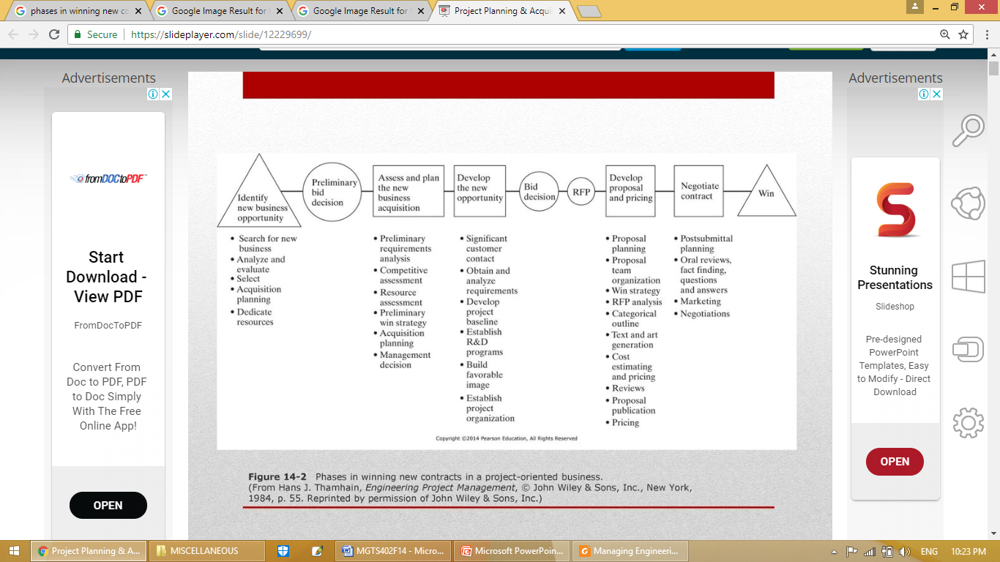 phases in winning new co
Google Image Result for
Google Image Result for
Project Planning & Acqui
Secure
https://slideplayer.com/slide/12229699/
Advertisements
fromDOCtoPDF
Start
Download -
View PDF
FromDocToPDF
Convert From
Doc to PDF, PDF
to Doc Simply
With The Free
Online App!
OPEN
Identify
new business
opportunity
Preliminary
bid
decision
Assess and plan
the new
business
acquisition
Develop
the new
opportunity
Bid
decision
RFP
Develop
proposal
and pricing
Negotiate
contract
Win
• Search for new
business
• Analyze and
evaluate
• Select
• Acquisition
planning
• Dedicate
resources
• Preliminary
requirements
analysis
• Competitive
assessment
• Resource
assessment
• Preliminary
win strategy
• Acquisition
planning
• Management
decision
• Significant
customer
contact
• Obtain and
analyze
requirements
• Develop
project
baseline
• Establish
R&D
programs
• Build
favorable
image
• Establish
project
organization
• Proposal
planning
• Proposal
team
organization
• Win strategy
• RFP analysis
• Categorical
outline
• Text and art
generation
• Cost
estimating
and pricing
• Reviews
• Proposal
publication
• Pricing
• Postsubmittal
planning
• Oral reviews,
fact finding,
questions
and answers
• Marketing
• Negotiations
Copyright ©2014 Pearson Education, All Rights Reserved
Figure 14-2 Phases in winning new contracts in a project-oriented business.
(From Hans J. Thamhain, Engineering Project Management, © John Wiley & Sons, Inc., New York,
1984, p. 55. Reprinted by permission of John Wiley & Sons, Inc.)
Advertisements
Stunning
Presentations
Slideshop
Pre-designed
PowerPoint
Templates, Easy
to Modify - Direct
Download
OPEN
Project Planning & A...
MISCELLANEOUS
MGTS402F14 - Micro...
Microsoft PowerPoin...
Managing Engineeri...
ENG
10:23 PM